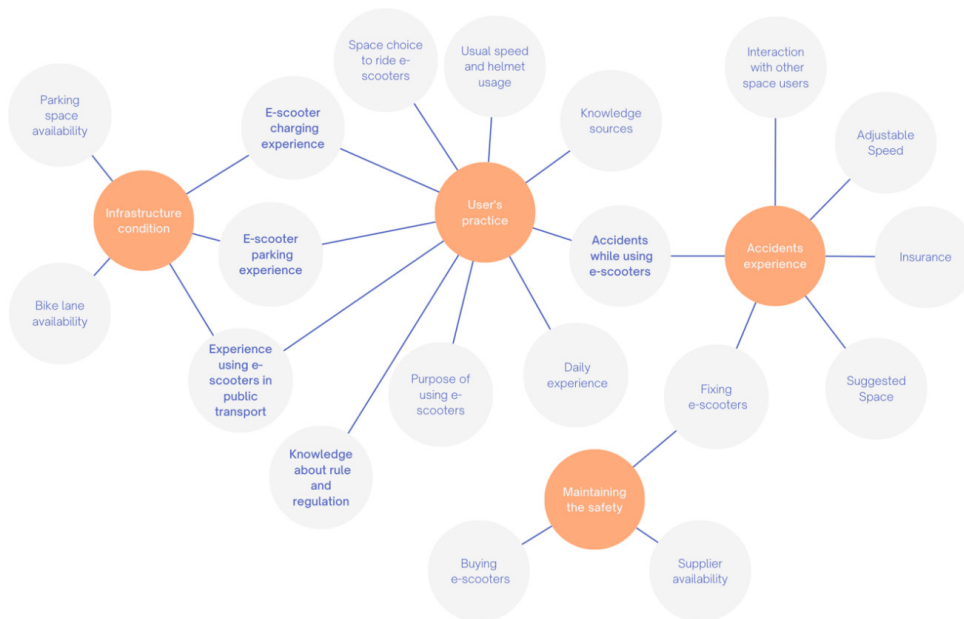 Space choice
to ride e-
scooters
Usual speed
and helmet
usage
Interaction
with other
space users
Parking
space
availability
E-scooter
charging
experience
Knowledge
sources
Adjustable
Speed
Infrastructure
condition
User's
practice
E-scooter
parking
experience
Accidents
while using
e-scooters
Accidents
experience
Insurance
Bike lane
availability
Experience
using e-
scooters in
public
transport
Purpose of
using e-
scooters
Daily
experience
Fixing
e-scooters
Suggested
Space
Knowledge
about rule
and
regulation
Maintaining
the safety
Buying
e-scooters
Supplier
availability